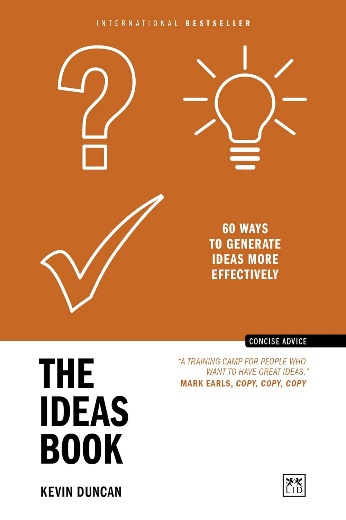 INTERNATIONAL BESTSELLER
60 WAYS
TO GENERATE
IDEAS MORE
EFFECTIVELY
CONCISE ADVICE
"A TRAINING CAMP FOR PEOPLE WHO
WANT TO HAVE GREAT IDEAS."
MARK EARLS, COPY, COPY, COPY
THE
IDEAS
BOOK
KEVIN DUNCAN
LID